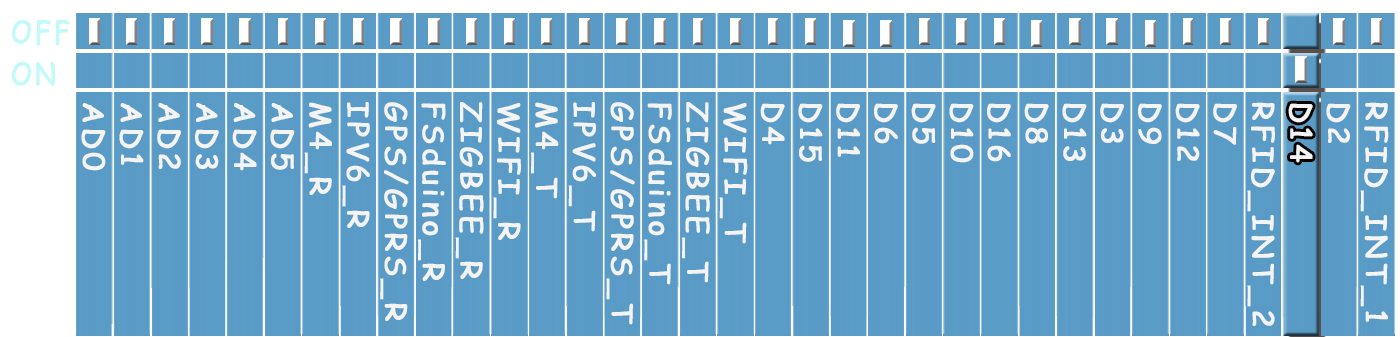 OFF
ON
AD0
AD1
AD2
AD3
AD4
AD5
M4_R
IPV6_R
GPS/GPRS_R
FSduino_R
ZIGBEE_R
WIFI_R
M4_T
IPV6_T
GPS/GPRS_T
FSduino_T
ZIGBEE_T
WIFI_T
D4
D15
D11
D6
D5
D10
D16
D8
D13
D3
D9
D12
D7
RFID_INT_2
D14
D2
RFID_INT_1